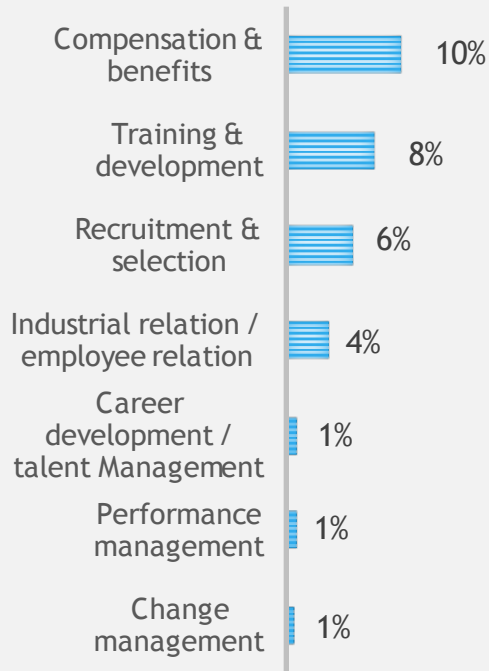 Compensation &
benefits
10%
Training &
development
8%
Recruitment &
selection
6%
Industrial relation /
employee relation
4%
Career
development /
talent Management
1%
Performance
management
1%
Change
management
1%